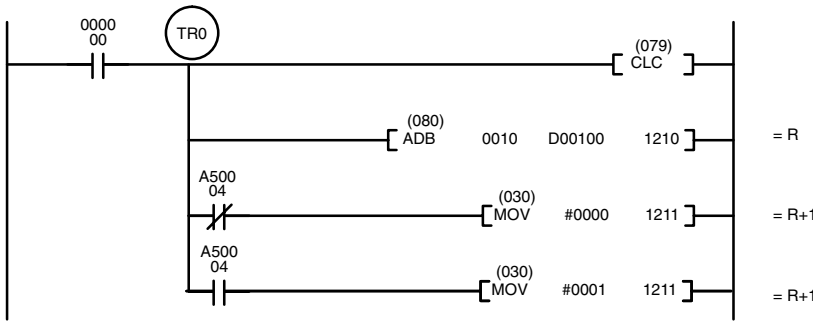 0000
00
TR0
(079)
CLC
(080)
ADB 0010 D00100 1210 = R
A500
04
(030)
MOV #0000 1211 = R+1
A500
04
(030)
MOV #0001 1211 = R+1